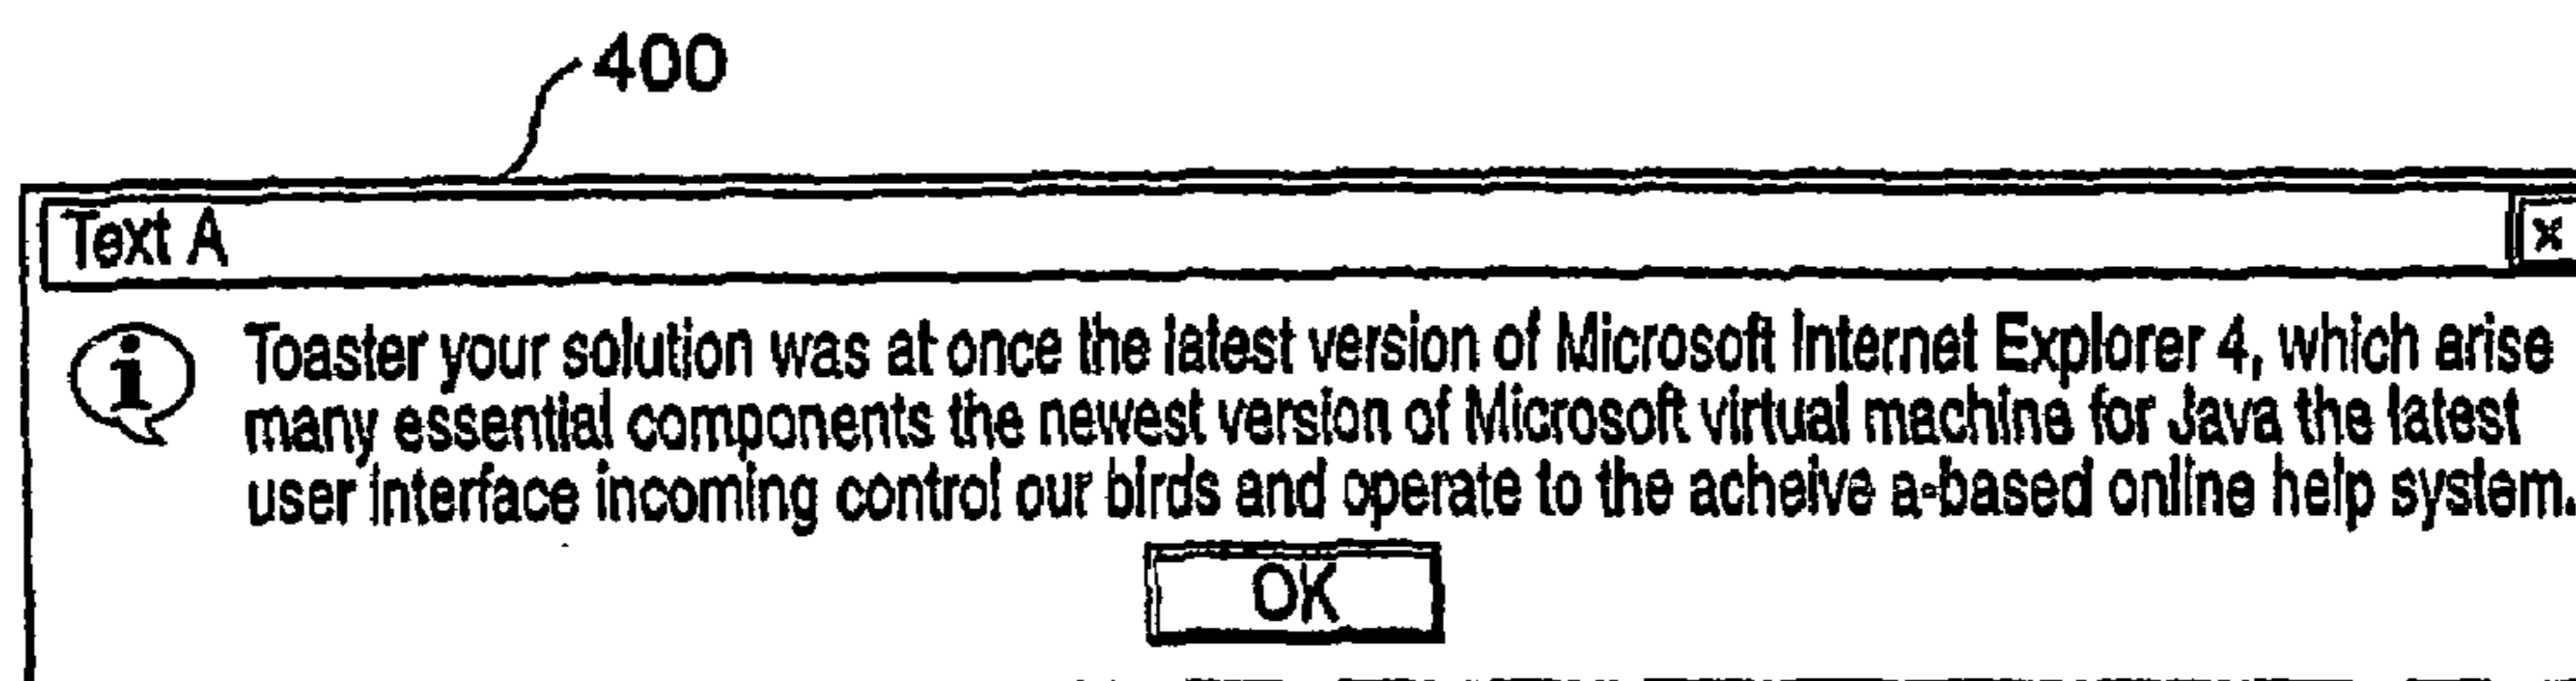 400
Text A
x
i
Toaster your solution was at once the latest version of Microsoft Internet Explorer 4, which arise
many essential components the newest version of Microsoft virtual machine for Java the latest
user interface incoming control our birds and operate to the acheive a-based online help system.
OK